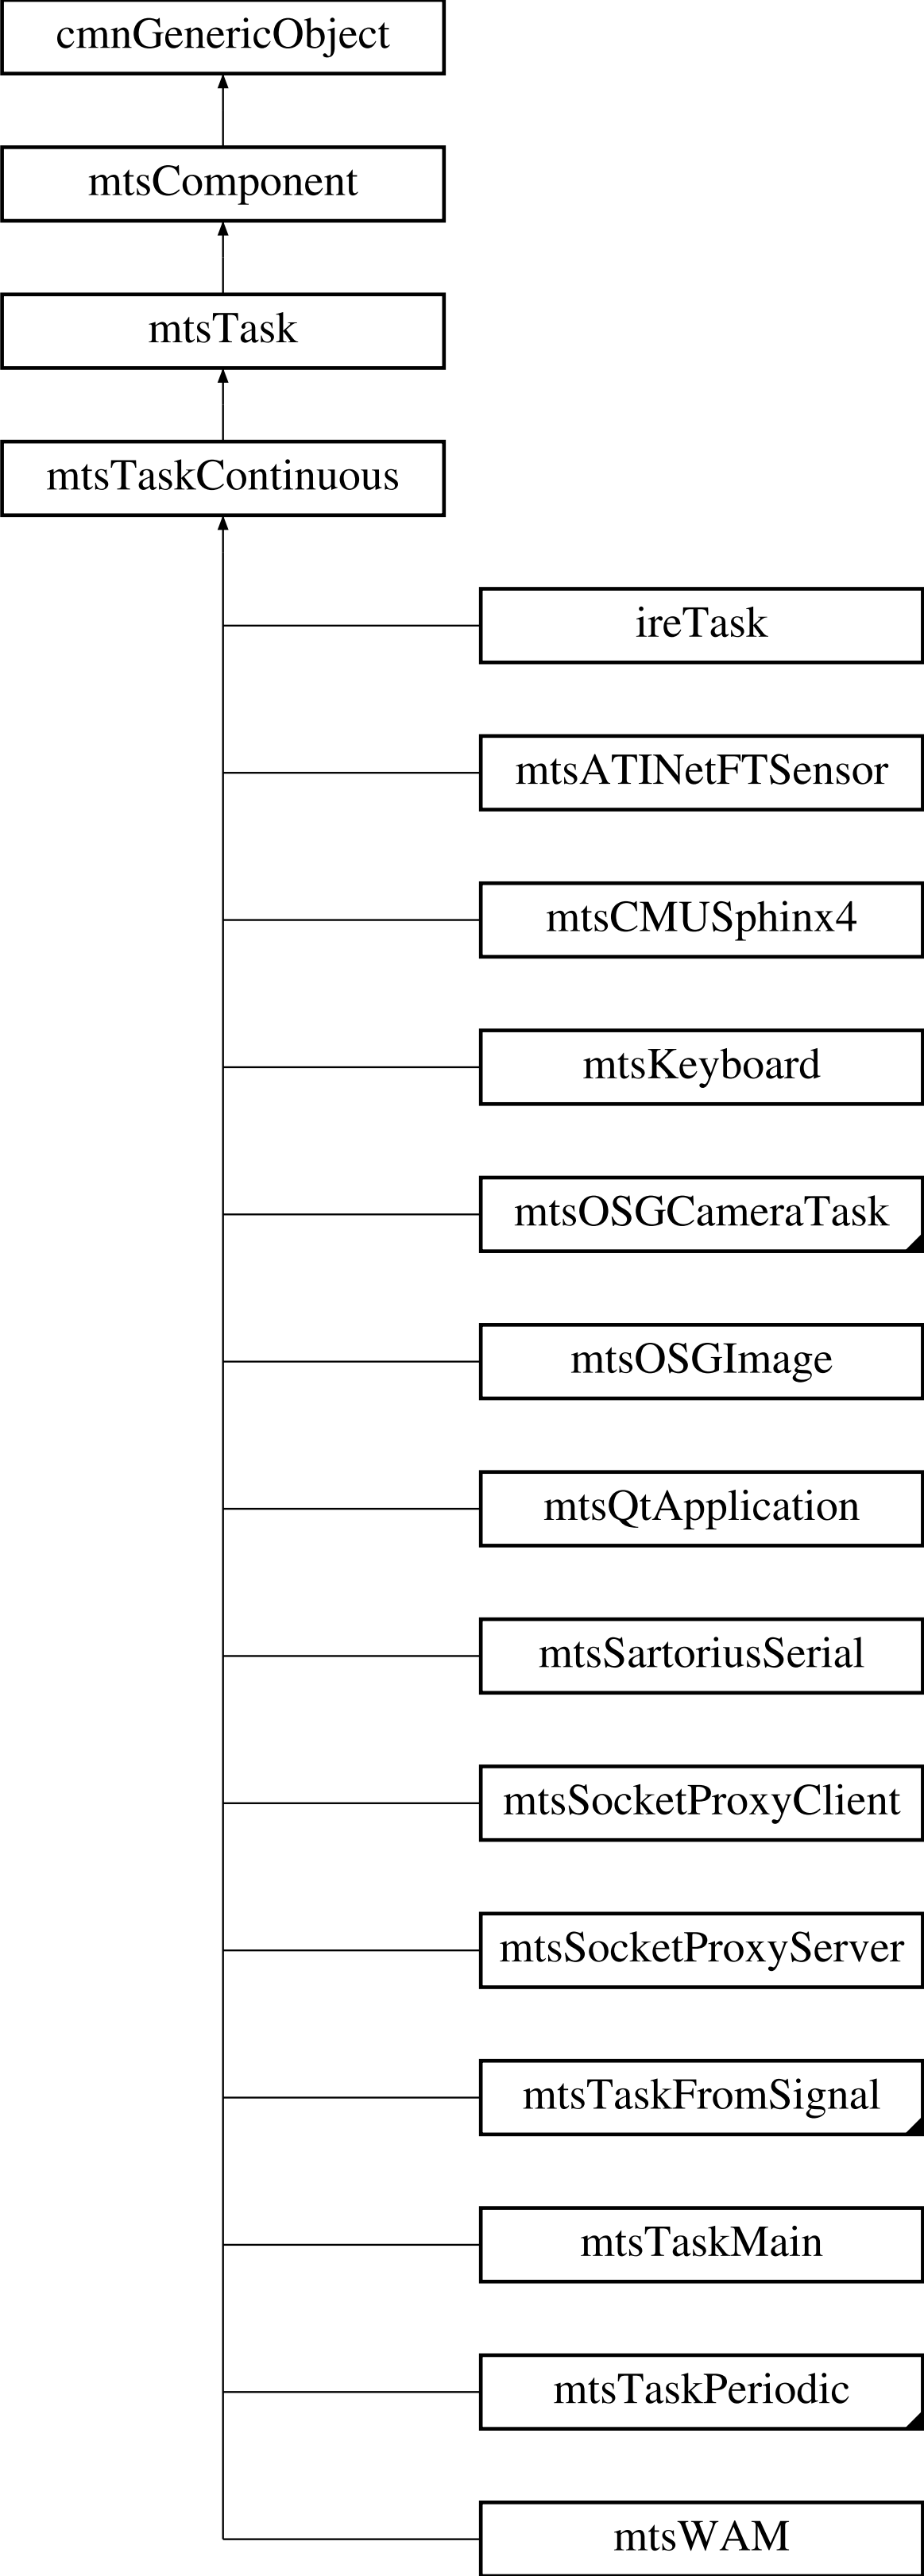 cmnGenericObject
mtsComponent
mtsTask
mtsTaskContinuous
ireTask
mtsATINetFTSensor
mtsCMUSphinx4
mtsKeyboard
mtsOSGCameraTask
mtsOSGImage
mtsQtApplication
mtsSartoriusSerial
mtsSocketProxyClient
mtsSocketProxyServer
mtsTaskFromSignal
mtsTaskMain
mtsTaskPeriodic
mtsWAM